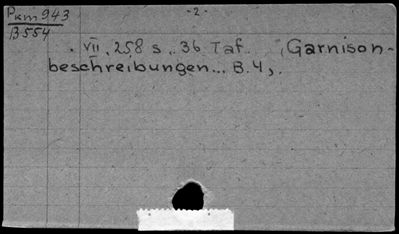 Pkm 943 -2-
B554
. VII, 258 s., 36 Taf. (Garnison-
beschreibungen... B.4),.